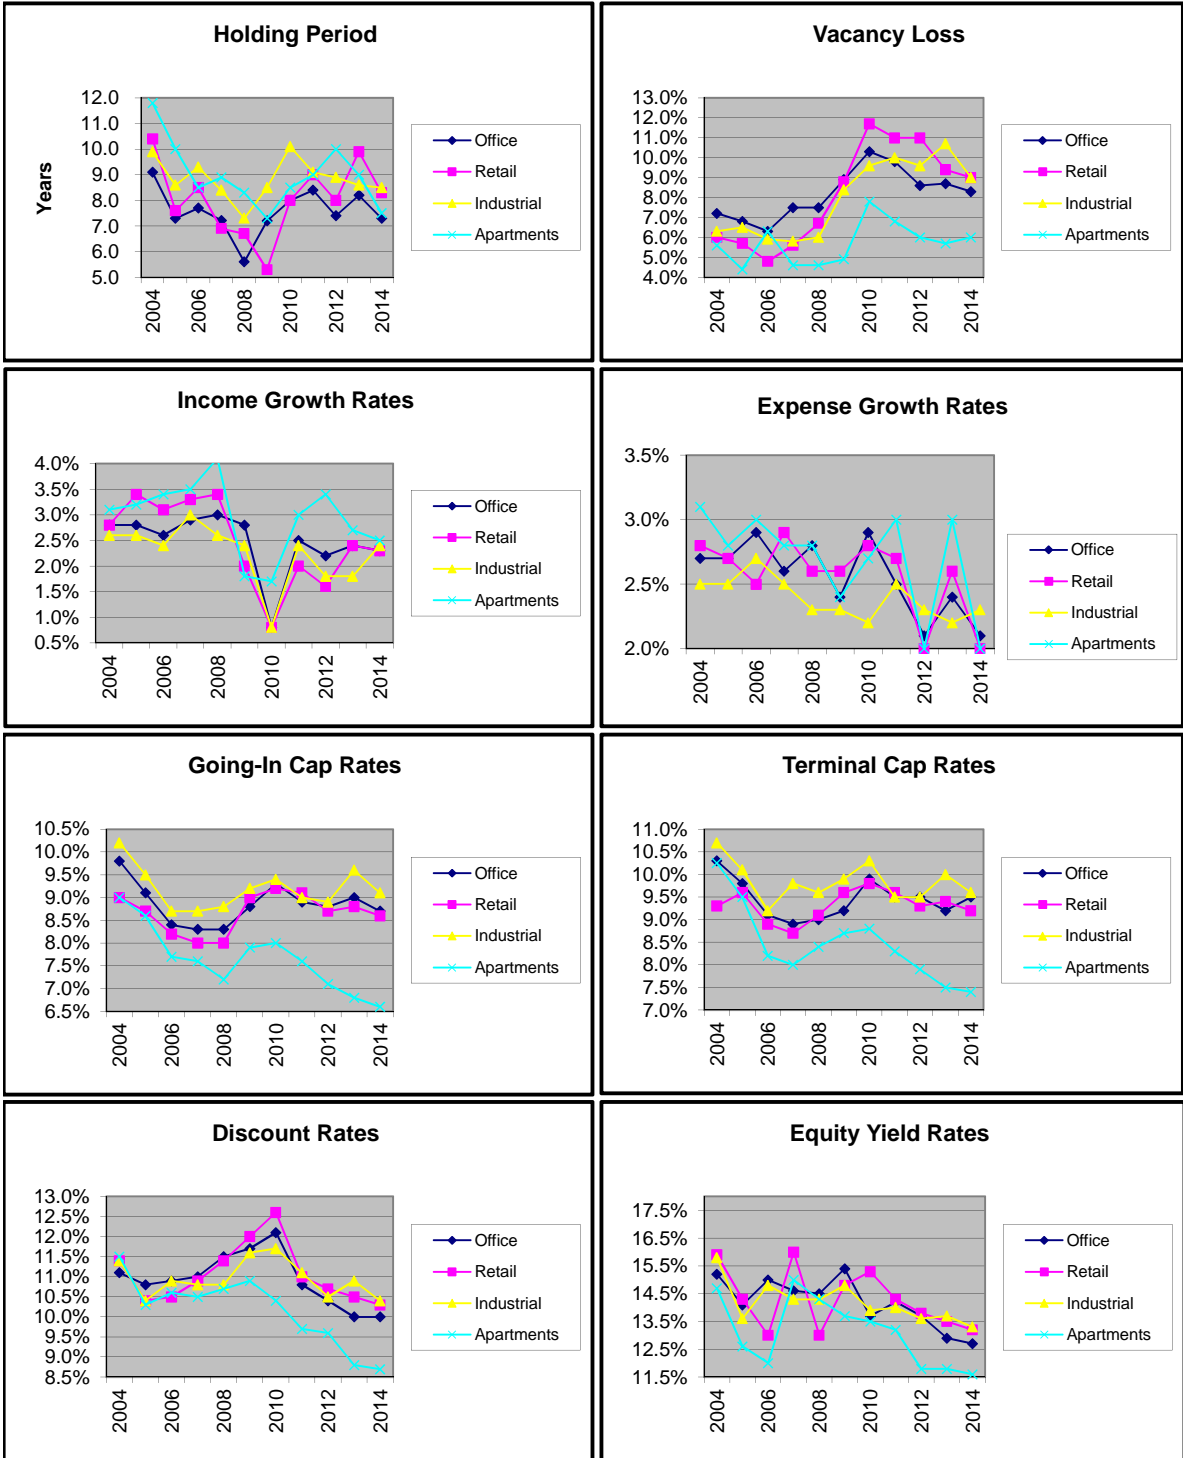 Holding Period
Years
12.0
11.0
10.0
9.0
8.0
7.0
6.0
5.0
2004
2006
2008
2010
2012
2014
Office
Retail
Industrial
Apartments
Vacancy Loss
13.0%
12.0%
11.0%
10.0%
9.0%
8.0%
7.0%
6.0%
5.0%
4.0%
2004
2006
2008
2010
2012
2014
Office
Retail
Industrial
Apartments
Income Growth Rates
4.0%
3.5%
3.0%
2.5%
2.0%
1.5%
1.0%
0.5%
2004
2006
2008
2010
2012
2014
Office
Retail
Industrial
Apartments
Expense Growth Rates
3.5%
3.0%
2.5%
2.0%
2004
2006
2008
2010
2012
2014
Office
Retail
Industrial
Apartments
Going-In Cap Rates
10.5%
10.0%
9.5%
9.0%
8.5%
8.0%
7.5%
7.0%
6.5%
2004
2006
2008
2010
2012
2014
Office
Retail
Industrial
Apartments
Terminal Cap Rates
11.0%
10.5%
10.0%
9.5%
9.0%
8.5%
8.0%
7.5%
7.0%
2004
2006
2008
2010
2012
2014
Office
Retail
Industrial
Apartments
Discount Rates
13.0%
12.5%
12.0%
11.5%
11.0%
10.5%
10.0%
9.5%
9.0%
8.5%
2004
2006
2008
2010
2012
2014
Office
Retail
Industrial
Apartments
Equity Yield Rates
17.5%
16.5%
15.5%
14.5%
13.5%
12.5%
11.5%
2004
2006
2008
2010
2012
2014
Office
Retail
Industrial
Apartments